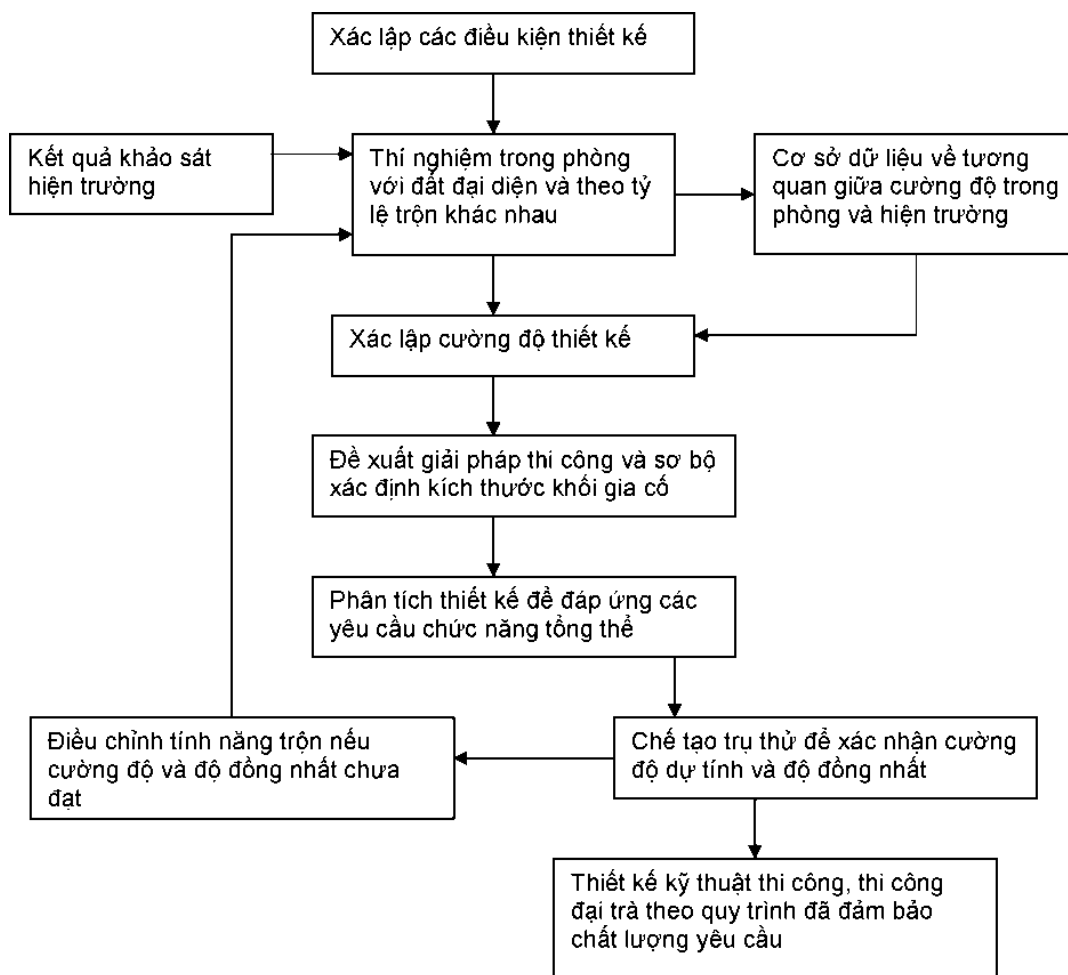 Xác lập các điều kiện thiết kế
Kết quả khảo sát
hiện trường
Thí nghiệm trong phòng
với đất đại diện và theo tỷ
lệ trộn khác nhau
Cơ sở dữ liệu về tương
quan giữa cường độ trong
phòng và hiện trường
Xác lập cường độ thiết kế
Đề xuất giải pháp thi công và sơ bộ
xác định kích thước khối gia cố
Phân tích thiết kế để đáp ứng các
yêu cầu chức năng tổng thể
Điều chỉnh tính năng trộn nếu
cường độ và độ đồng nhất chưa
đạt
Chế tạo trụ thử để xác nhận cường
độ dự tính và độ đồng nhất
Thiết kế kỹ thuật thi công, thi công
đại trà theo quy trình đã đảm bảo
chất lượng yêu cầu